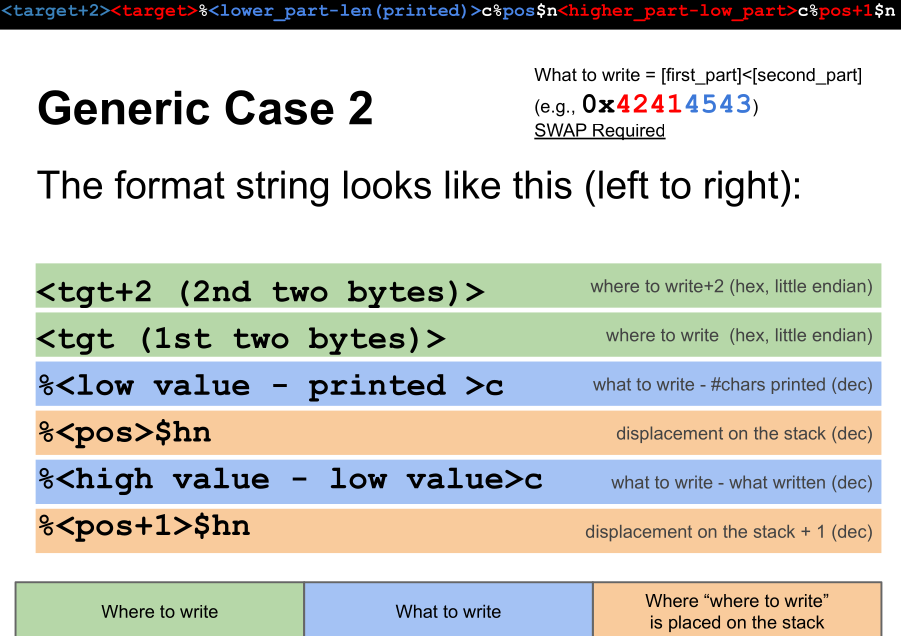 <target+2><target>%<lower_part-len(printed)>c%pos$n<higher_part-low_part>c%pos+1$n
What to write = [first_part]<[second_part]
(e.g., 0x42414543)
SWAP Required
Generic Case 2
The format string looks like this (left to right):
<tgt+2 (2nd two bytes)> where to write+2 (hex, little endian)
<tgt (1st two bytes)> where to write (hex, little endian)
%<low value - printed >c what to write - #chars printed (dec)
%<pos>$hn displacement on the stack (dec)
%<high value - low value>c what to write - what written (dec)
%<pos+1>$hn displacement on the stack + 1 (dec)
Where to write
What to write
Where “where to write”
is placed on the stack